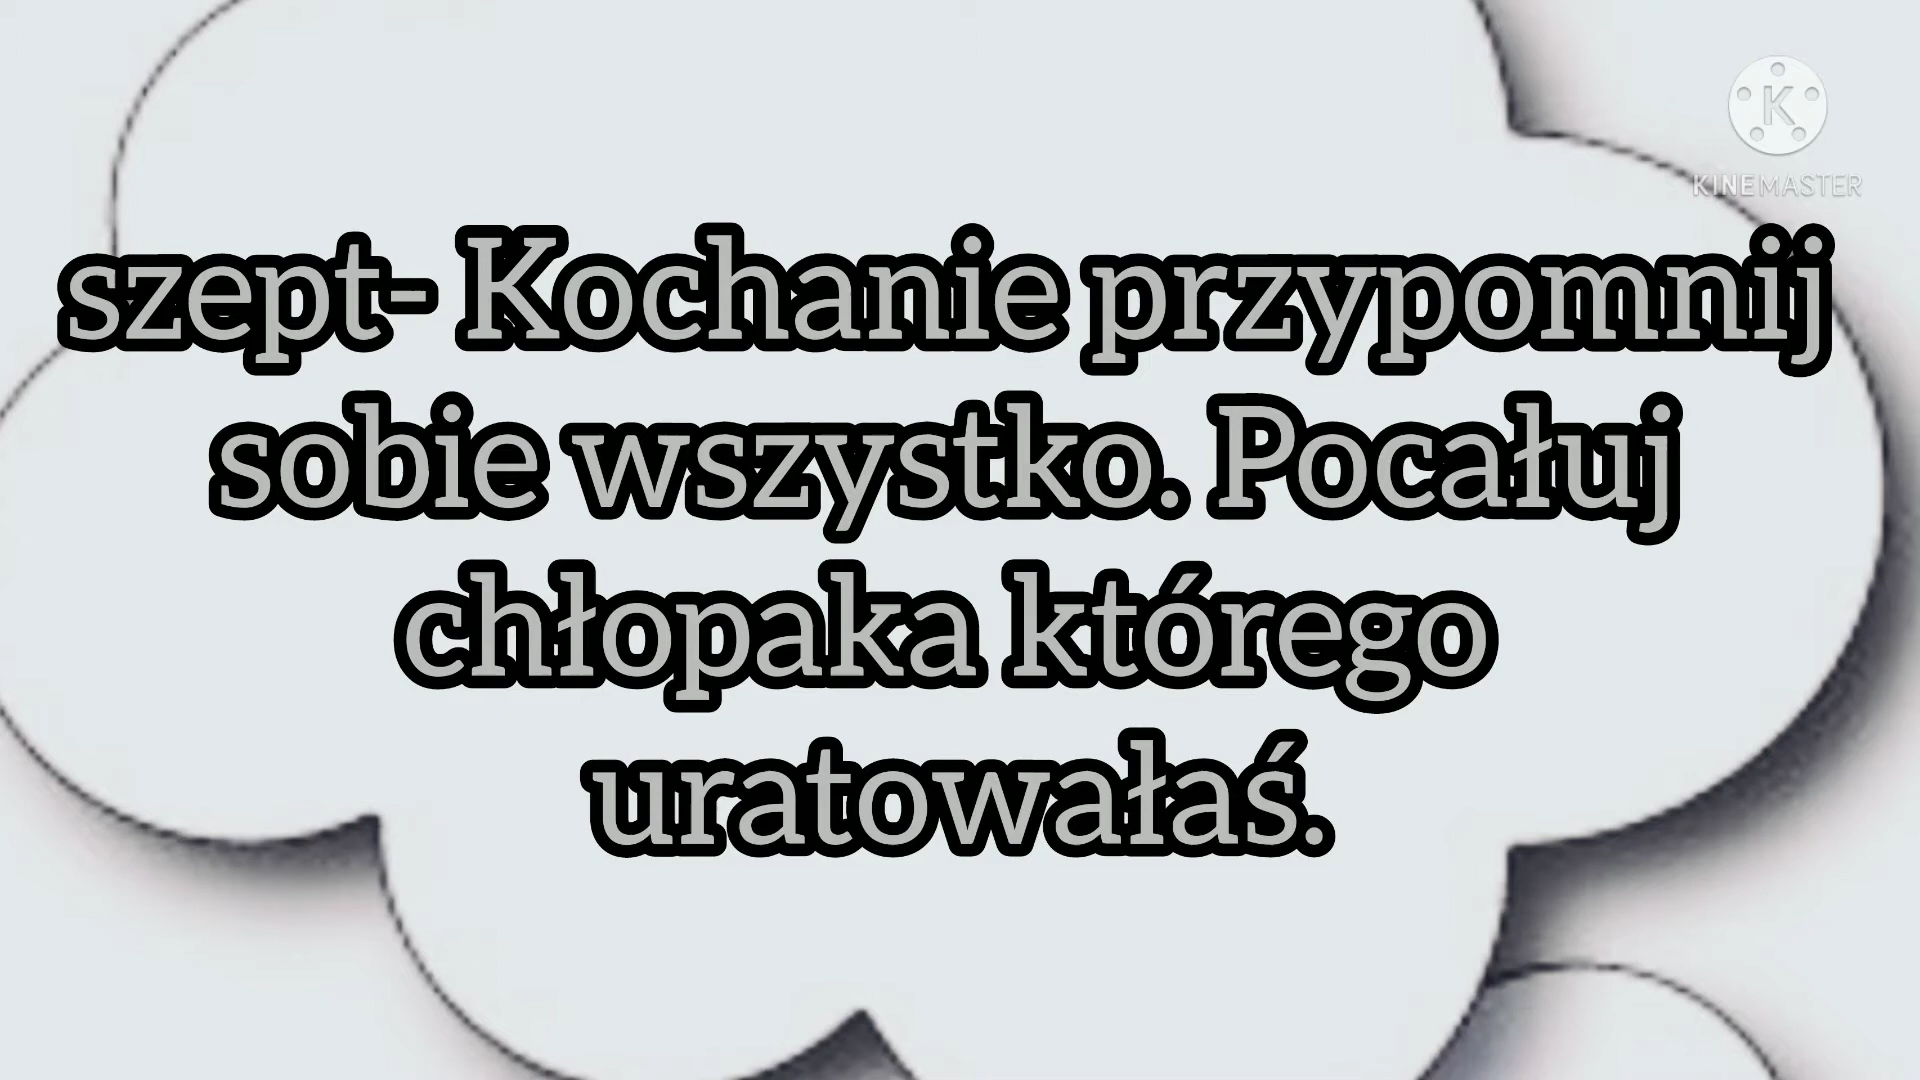 K
KINEMASTER
szept- Kochanie przypomnij
sobie wszystko. Pocałuj
chłopaka którego
uratowałaś.